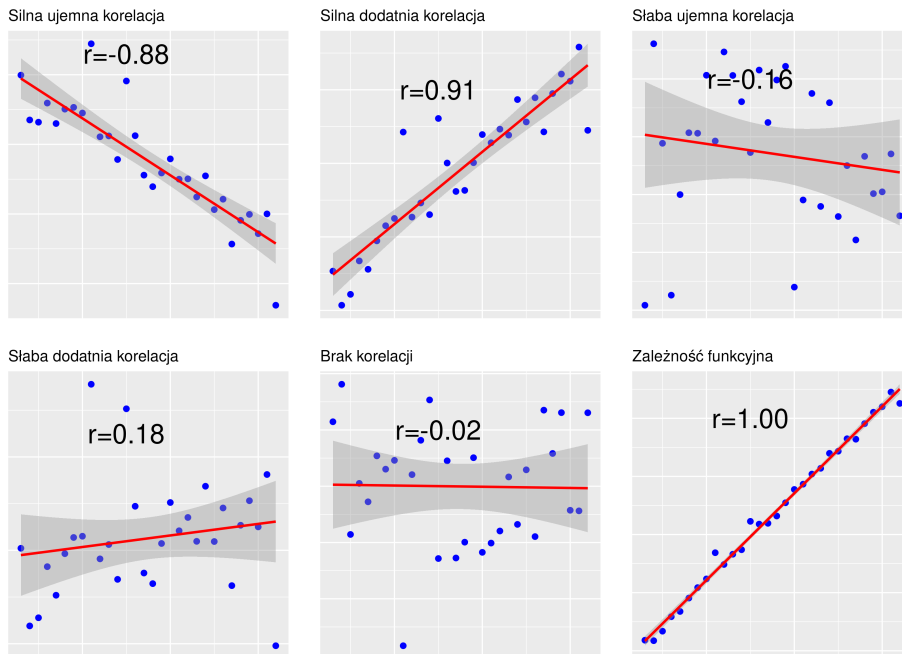 Silna ujemna korelacja
r=-0.88
Silna dodatnia korelacja
r=0.91
Słaba ujemna korelacja
r=-0.16
Słaba dodatnia korelacja
r=0.18
Brak korelacji
r=-0.02
Zależność funkcyjna
r=1.00